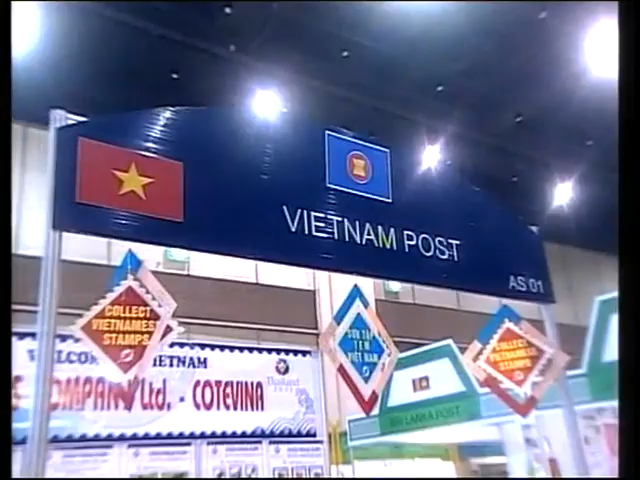 VIETNAM POST
AS 01
COLLECT
VIETNAMESE
STAMPS
SƯU TẬP
TEM
VIỆT NAM
COLLECT
VIETNAMESE
STAMPS
SRI LANKA POST
VIETNAM
COMPANY Ltd. - COTEVINA
Thailand